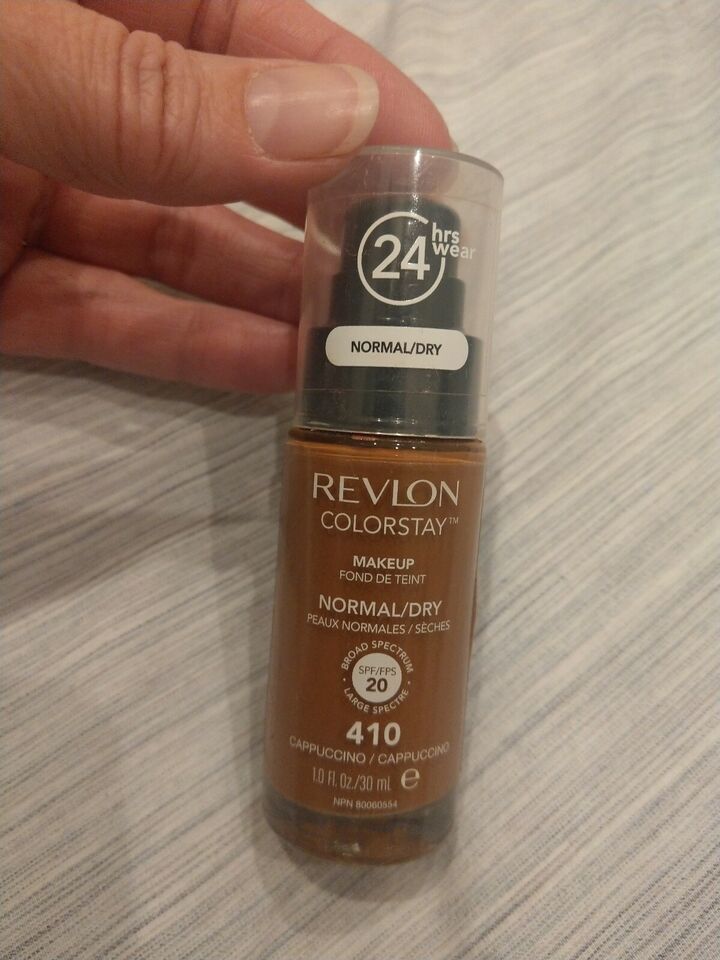 24 hrs
wear
NORMAL/DRY
REVLON
COLORSTAY™
MAKEUP
FOND DE TEINT
NORMAL/DRY
PEAUX NORMALES / SÈCHES
BROAD SPECTRUM
SPF/FPS
20
• LARGE SPECTRE •
410
CAPPUCCINO / CAPPUCCINO
1.0 Fl. Oz./30 ml ℮
NPN 80060554